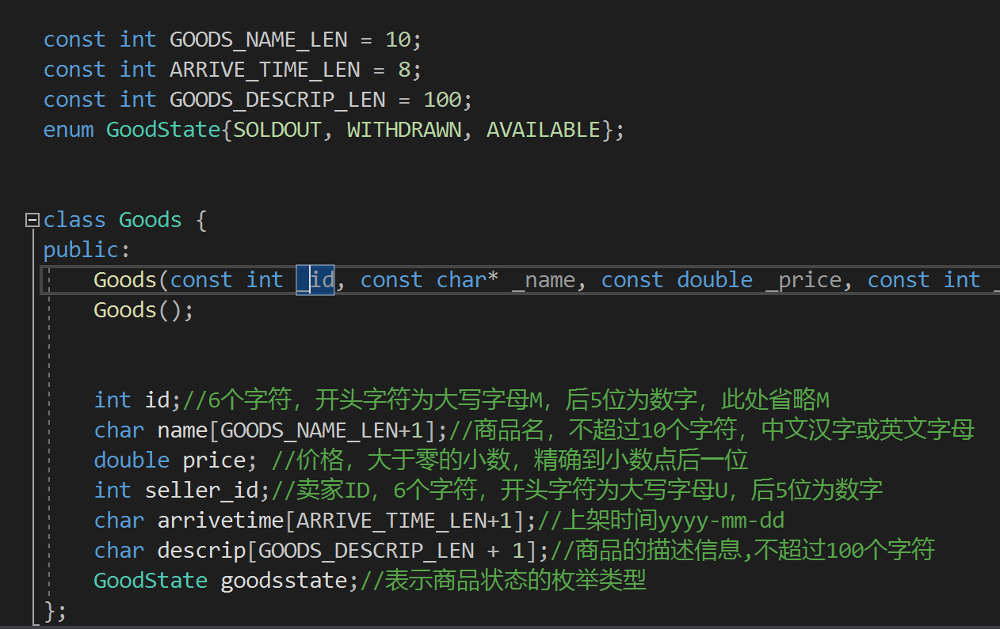 const int GOODS_NAME_LEN = 10;
const int ARRIVE_TIME_LEN = 8;
const int GOODS_DESCRIP_LEN = 100;
enum GoodState{SOLDOUT, WITHDRAWN, AVAILABLE};
class Goods {
public:
Goods(const int _id, const char* _name, const double _price, const int _
Goods();
int id;//6个字符，开头字符为大写字母M，后5位为数字，此处省略M
char name[GOODS_NAME_LEN+1];//商品名，不超过10个字符，中文汉字或英文字母
double price; //价格，大于零的小数，精确到小数点后一位
int seller_id;//卖家ID，6个字符，开头字符为大写字母U，后5位为数字
char arrivetime[ARRIVE_TIME_LEN+1];//上架时间yyyy-mm-dd
char descrip[GOODS_DESCRIP_LEN + 1];//商品的描述信息,不超过100个字符
GoodState goodsstate;//表示商品状态的枚举类型
};